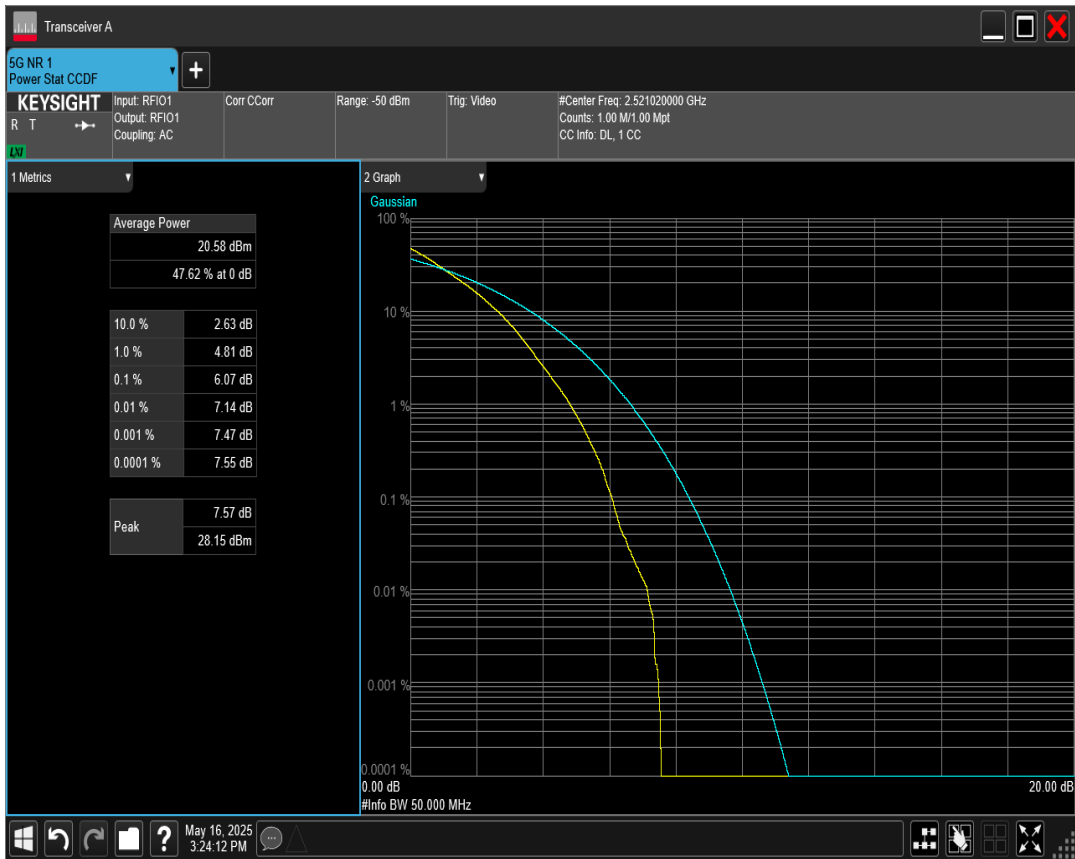 Transceiver A
5G NR 1
Power Stat CCDF
+
KEYSIGHT
R T
LXI
Input: RFIO1
Output: RFIO1
Coupling: AC
Corr CCorr
Range: -50 dBm
Trig: Video
#Center Freq: 2.521020000 GHz
Counts: 1.00 M/1.00 Mpt
CC Info: DL, 1 CC
1 Metrics
Average Power
20.58 dBm
47.62 % at 0 dB
10.0 % 2.63 dB
1.0 % 4.81 dB
0.1 % 6.07 dB
0.01 % 7.14 dB
0.001 % 7.47 dB
0.0001 % 7.55 dB
Peak 7.57 dB
28.15 dBm
2 Graph
Gaussian
100 %
10 %
1 %
0.1 %
0.01 %
0.001 %
0.0001 %
0.00 dB 20.00 dB
#Info BW 50.000 MHz
?
May 16, 2025
3:24:12 PM